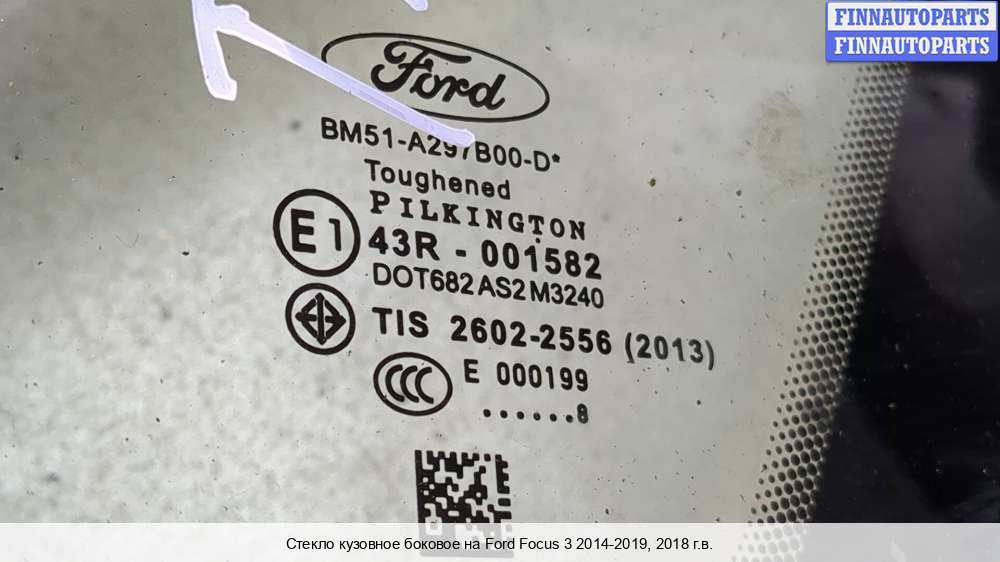 FINNAUTOPARTS
FINNAUTOPARTS
Ford
BM51-A297B00-D*
Toughened
PILKINGTON
E1
43R - 001582
DOT682 AS2 M3240
TIS 2602-2556 (2013)
CCC
E 000199
......8
Стекло кузовное боковое на Ford Focus 3 2014-2019, 2018 г.в.